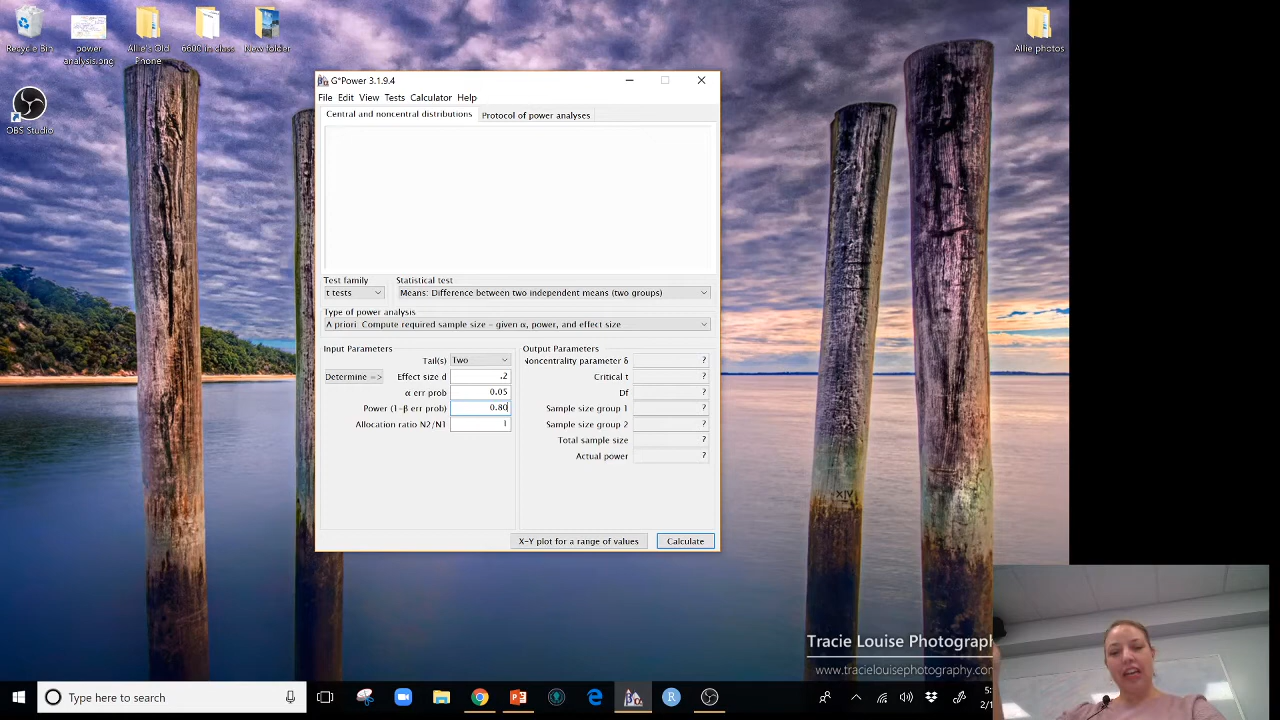 Recycle Bin
power analysis.png
Allie's Old Phone
6600 in class
New folder
Allie photos
OBS Studio
G*Power 3.1.9.4
File Edit View Tests Calculator Help
Central and noncentral distributions
Protocol of power analyses
Test family
Statistical test
t tests
Means: Difference between two independent means (two groups)
Type of power analysis
A priori: Compute required sample size - given α, power, and effect size
Input Parameters
Output Parameters
Tail(s) Two
Noncentrality parameter δ ?
Determine =>
Effect size d .2
Critical t ?
α err prob 0.05
Df ?
Power (1-β err prob) 0.80
Sample size group 1 ?
Allocation ratio N2/N1 1
Sample size group 2 ?
Total sample size ?
Actual power ?
X-Y plot for a range of values
Calculate
XIV
Tracie Louise Photograph
www.tracielouisephotography.com
Type here to search
5:
2/1